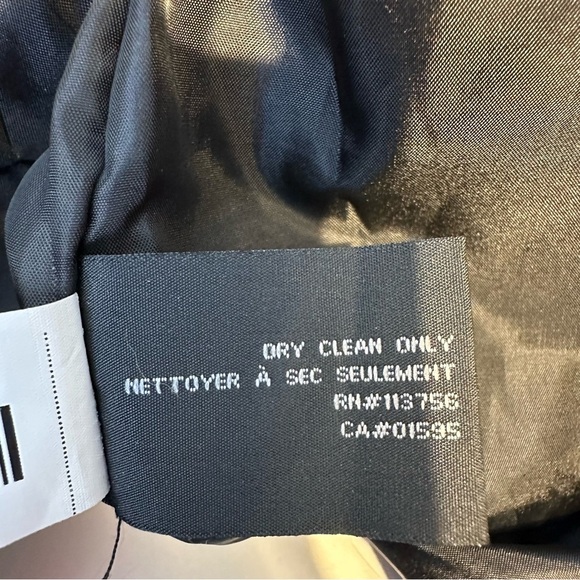 DRY CLEAN ONLY
NETTOYER À SEC SEULEMENT
RN#113756
CA#01595